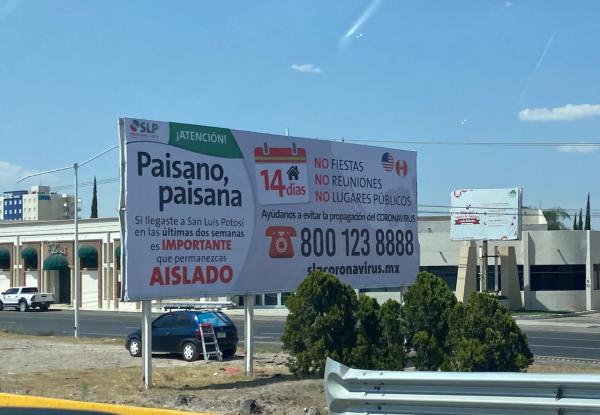 SLP
¡ATENCIÓN!
Paisano,
paisana
Si llegaste a San Luis Potosí
en las últimas dos semanas
es IMPORTANTE
que permanezcas
AISLADO
14 días
NO FIESTAS
NO REUNIONES
NO LUGARES PÚBLICOS
Ayúdanos a evitar la propagación del CORONAVIRUS
800 123 8888
slpcoronavirus.mx